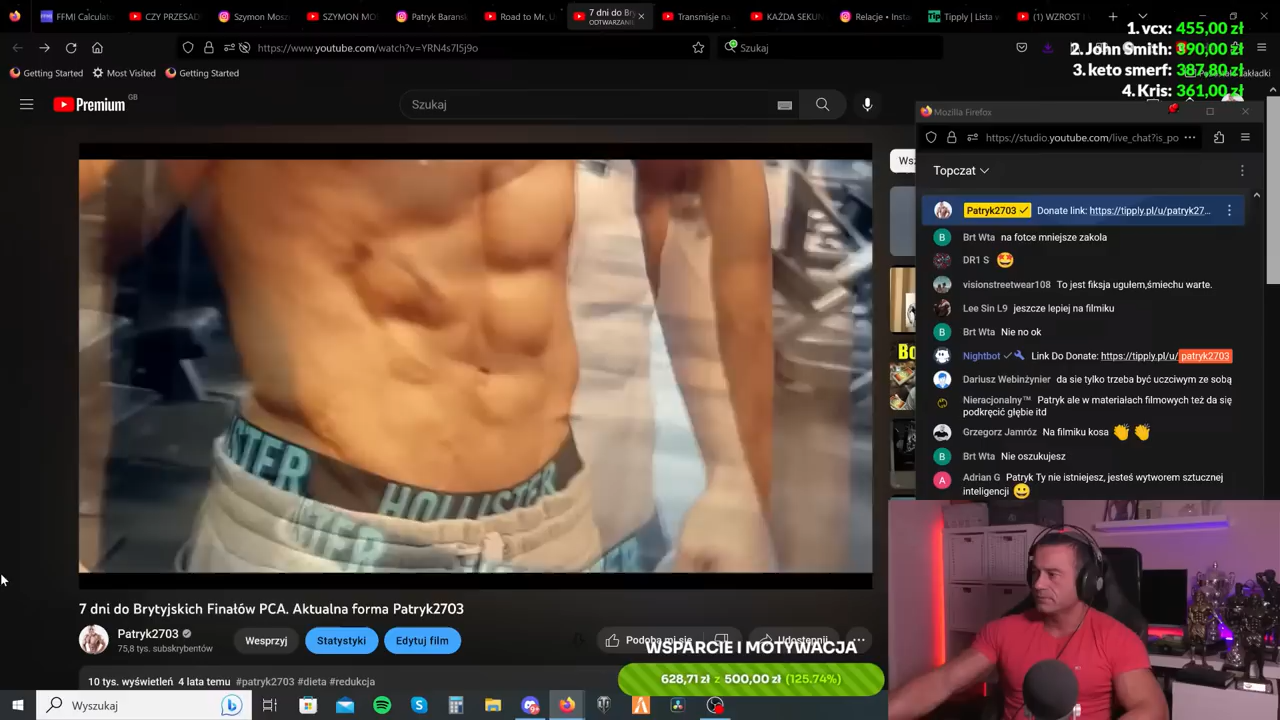 FFMI Calculato
CZY PRZESAD
Szymon Mosz
SZYMON MO
Patryk Barańsk
Road to Mr. U
7 dni do Br
ODTWARZANIE
Transmisje na
KAŻDA SEKUN
Relacje • Inst
Tipply | Lista w
(1) WZROST I
1. vcx: 455,00 zł
2. John Smith: 390,00 zł
3. keto smerf: 387,80 zł
4. Kris: 361,00 zł
https://www.youtube.com/watch?v=YRN4s7l5j9o
Szukaj
Getting Started
Most Visited
Getting Started
Premium GB
Szukaj
Mozilla Firefox
https://studio.youtube.com/live_chat?is_po
Topczat
Patryk2703 Donate link: https://tipply.pl/u/patryk27...
Brt Wta na fotce mniejsze zakola
DR1 S
visionstreetwear108 To jest fiksja ugułem,śmiechu warte.
Lee Sin L9 jeszcze lepiej na filmiku
Brt Wta Nie no ok
Nightbot Link Do Donate: https://tipply.pl/u/patryk2703
Dariusz Webinżynier da sie tylko trzeba być uczciwym ze sobą
Nieracjonalny™ Patryk ale w materiałach filmowych też da się
podkręcić głębie itd
Grzegorz Jamróz Na filmiku kosa
Brt Wta Nie oszukujesz
Adrian G Patryk Ty nie istniejesz, jesteś wytworem sztucznej
inteligencji
HOLLISTER
7 dni do Brytyjskich Finałów PCA. Aktualna forma Patryk2703
Patryk2703
75,8 tys. subskrybentów
Wesprzyj
Statystyki
Edytuj film
Podoba mi się
Udostępnij
WSPARCIE I MOTYWACJA
628,71 zł z 500,00 zł (125.74%)
10 tys. wyświetleń 4 lata temu #patryk2703 #dieta #redukcja
Wyszukaj